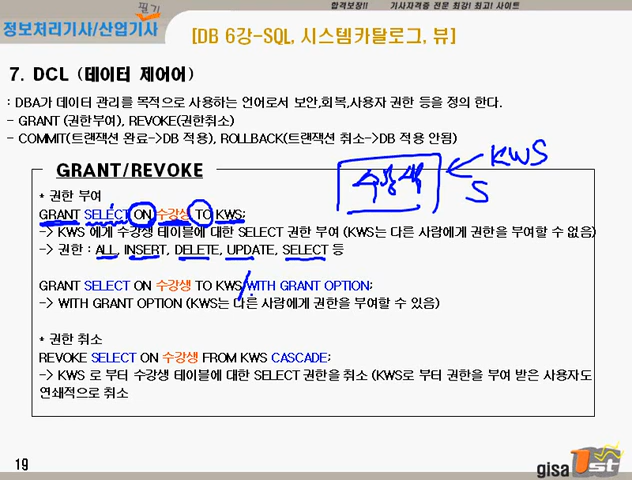 필기
합격보장!! 기사자격증 전문 최강! 최고! 사이트
정보처리기사/산업기사
[DB 6강-SQL, 시스템카탈로그, 뷰]
7. DCL (데이터 제어어)
: DBA가 데이터 관리를 목적으로 사용하는 언어로서 보안,회복,사용자 권한 등을 정의 한다.
- GRANT (권한부여), REVOKE(권한취소)
- COMMIT(트랜잭션 완료->DB 적용), ROLLBACK(트랜잭션 취소->DB 적용 안됨)
GRANT/REVOKE
수강생
KWS
S
* 권한 부여
GRANT SELECT ON 수강생 TO KWS;
-> KWS 에게 수강생 테이블에 대한 SELECT 권한 부여 (KWS는 다른 사람에게 권한을 부여할 수 없음)
-> 권한 : ALL, INSERT, DELETE, UPDATE, SELECT 등
GRANT SELECT ON 수강생 TO KWS WITH GRANT OPTION;
-> WITH GRANT OPTION (KWS는 다른 사람에게 권한을 부여할 수 있음)
* 권한 취소
REVOKE SELECT ON 수강생 FROM KWS CASCADE;
-> KWS 로 부터 수강생 테이블에 대한 SELECT 권한을 취소 (KWS로 부터 권한을 부여 받은 사용자도
연쇄적으로 취소
19
gisa 1st